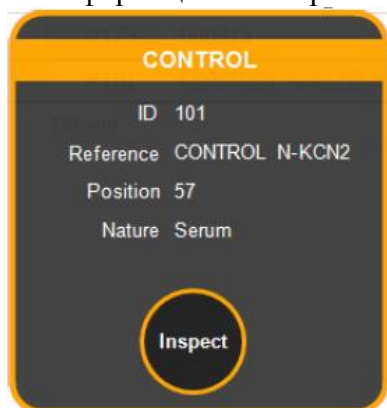 CONTROL
ID 101
Reference CONTROL N-KCN2
Position 57
Nature Serum
Inspect